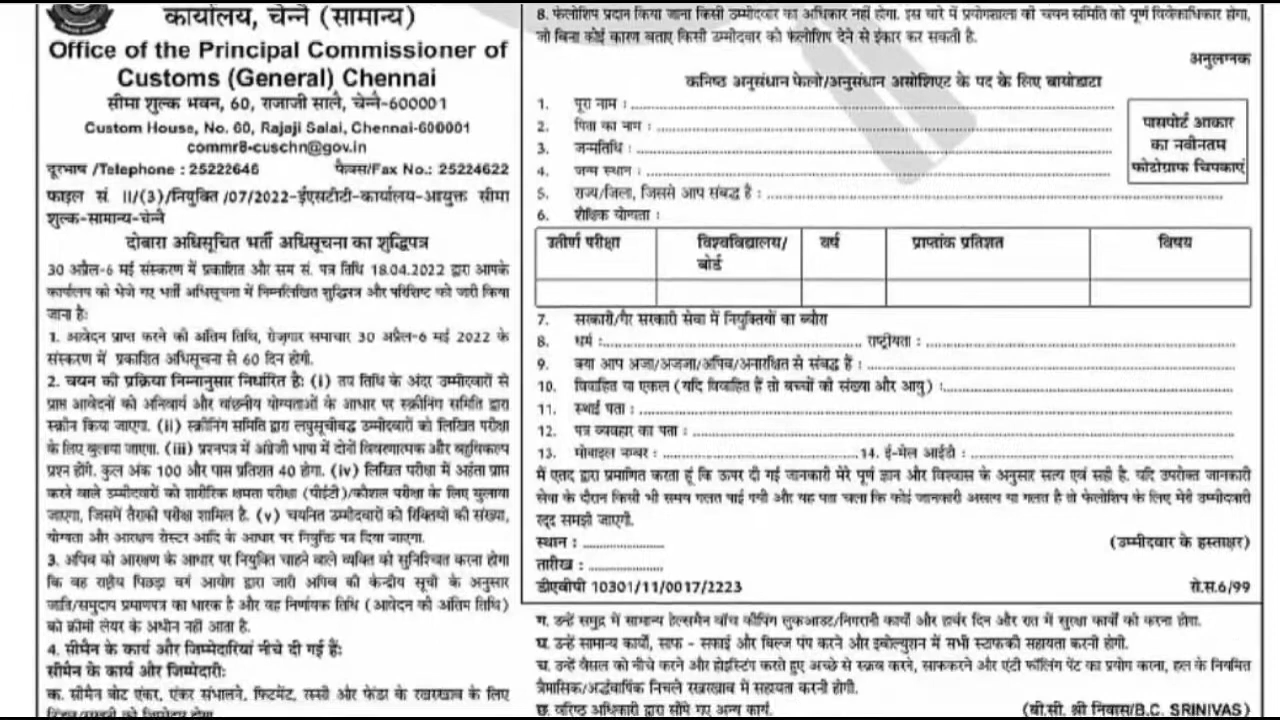 कार्यालय, चेन्नै (सामान्य)
Office of the Principal Commissioner of
Customs (General) Chennai
सीमा शुल्क भवन, 60, राजाजी सालै, चेन्नै-600001
Custom House, No. 60, Rajaji Salai, Chennai-600001
commr8-cuschn@gov.in
दूरभाष /Telephone : 25222646 फैक्स/Fax No.: 25224622
फाइल सं. II/(3)/नियुक्ति /07/2022-ईएसटीटी-कार्यालय-आयुक्त सीमा
शुल्क-सामान्य-चेन्नै
दोबारा अधिसूचित भर्ती अधिसूचना का शुद्धिपत्र
30 अप्रैल-6 मई संस्करण में प्रकाशित और सम सं. पत्र तिथि 18.04.2022 द्वारा आपके
कार्यालय को भेजे गए भर्ती अधिसूचना में निम्नलिखित शुद्धिपत्र और परिशिष्ट को जारी किया
जाना है:
1. आवेदन प्राप्त करने की अंतिम तिथि, रोज़गार समाचार 30 अप्रैल-6 मई 2022 के
संस्करण में प्रकाशित अधिसूचना से 60 दिन होगी.
2. चयन की प्रक्रिया निम्नानुसार निर्धारित है: (i) तय तिथि के अंदर उम्मीदवारों से
प्राप्त आवेदनों को अनिवार्य और वांछनीय योग्यताओं के आधार पर स्क्रीनिंग समिति द्वारा
स्क्रीन किया जाएगा. (ii) स्क्रीनिंग समिति द्वारा लघुसूचीबद्ध उम्मीदवारों को लिखित परीक्षा
के लिए बुलाया जाएगा. (iii) प्रश्नपत्र में अंग्रेजी भाषा में दोनों विवरणात्मक और बहुविकल्प
प्रश्न होंगे. कुल अंक 100 और पास प्रतिशत 40 होगा. (iv) लिखित परीक्षा में अर्हता प्राप्त
करने वाले उम्मीदवारों को शारीरिक क्षमता परीक्षा (पीईटी)/कौशल परीक्षा के लिए बुलाया
जाएगा, जिसमें तैराकी परीक्षा शामिल है. (v) चयनित उम्मीदवारों को रिक्तियों की संख्या,
योग्यता और आरक्षण रोस्टर आदि के आधार पर नियुक्ति पत्र दिया जाएगा.
3. अपिव को आरक्षण के आधार पर नियुक्ति चाहने वाले व्यक्ति को सुनिश्चित करना होगा
कि वह राष्ट्रीय पिछड़ा वर्ग आयोग द्वारा जारी अपिव की केन्द्रीय सूची के अनुसार
जाति/समुदाय प्रमाणपत्र का धारक है और वह निर्णायक तिथि (आवेदन की अंतिम तिथि)
को क्रीमी लेयर के अधीन नहीं आता है.
4. सीमैन के कार्य और जिम्मेदारियां नीचे दी गई हैं:
सीमैन के कार्य और जिम्मेदारी:
क. सीमैन बोट एंकर, एंकर संभालने, फिटमेंट, रस्सी और फेंडर के रखरखाव के लिए
जिम्मेदार होगा
8. फेलोशिप प्रदान किया जाना किसी उम्मीदवार का अधिकार नहीं होगा. इस बारे में प्रयोगशाला की चयन समिति को पूर्ण विवेकाधिकार होगा,
जो बिना कोई कारण बताए किसी उम्मीदवार को फेलोशिप देने से इंकार कर सकती है.
अनुलग्नक
कनिष्ठ अनुसंधान फेलो/अनुसंधान असोशिएट के पद के लिए बायोडाटा
1. पूरा नाम :
2. पिता का नाम :
3. जन्मतिथि :
4. जन्म स्थान :
पासपोर्ट आकार
का नवीनतम
फोटोग्राफ चिपकाएं
5. राज्य/जिला, जिससे आप संबद्ध है :
6. शैक्षिक योग्यता :
उत्तीर्ण परीक्षा विश्वविद्यालय/ वर्ष प्राप्तांक प्रतिशत विषय
बोर्ड
7. सरकारी/गैर सरकारी सेवा में नियुक्तियों का ब्यौरा
8. धर्म: राष्ट्रीयता :
9. क्या आप अजा/अजजा/अपिव/अनारक्षित से संबद्ध हैं :
10. विवाहित या एकल (यदि विवाहित हैं तो बच्चों की संख्या और आयु) :
11. स्थाई पता :
12. पत्र व्यवहार का पता :
13. मोबाइल नम्बर : 14. ई-मेल आईडी :
मैं एतद द्वारा प्रमाणित करता हूं कि ऊपर दी गई जानकारी मेरे पूर्ण ज्ञान और विश्वास के अनुसार सत्य एवं सही है. यदि उपरोक्त जानकारी
सेवा के दौरान किसी भी समय गलत पाई गयी और यह पता चला कि कोई जानकारी असत्य या गलत है तो फेलोशिप के लिए मेरी उम्मीदवारी
रद्द समझी जाएगी.
स्थान : (उम्मीदवार के हस्ताक्षर)
तारीख :
डीएवीपी 10301/11/0017/2223 रो.स.6/99
ग. उन्हें समुद्र में सामान्य हेल्समैन वॉच कीपिंग लुकआउट/निगरानी कार्यों और हार्बर दिन और रात में सुरक्षा कार्यों को करना होगा.
घ. उन्हें सामान्य कार्यों, साफ - सफाई और बिल्ज पंप करने और इवोल्यूशन में सभी स्टाफकी सहायता करनी होगी.
च. उन्हें वैसल को नीचे करने और होइस्टिंग करते हुए अच्छे से स्क्रब करने, साफकरने और एंटी फॉलिंग पेंट का प्रयोग करना, हल के नियमित
त्रैमासिक/अर्द्धवार्षिक निचले रखरखाव में सहायता करनी होगी.
छ. वरिष्ठ अधिकारी द्वारा सौंपे गए अन्य कार्य. (बी.सी. श्री निवास/B.C. SRINIVAS)